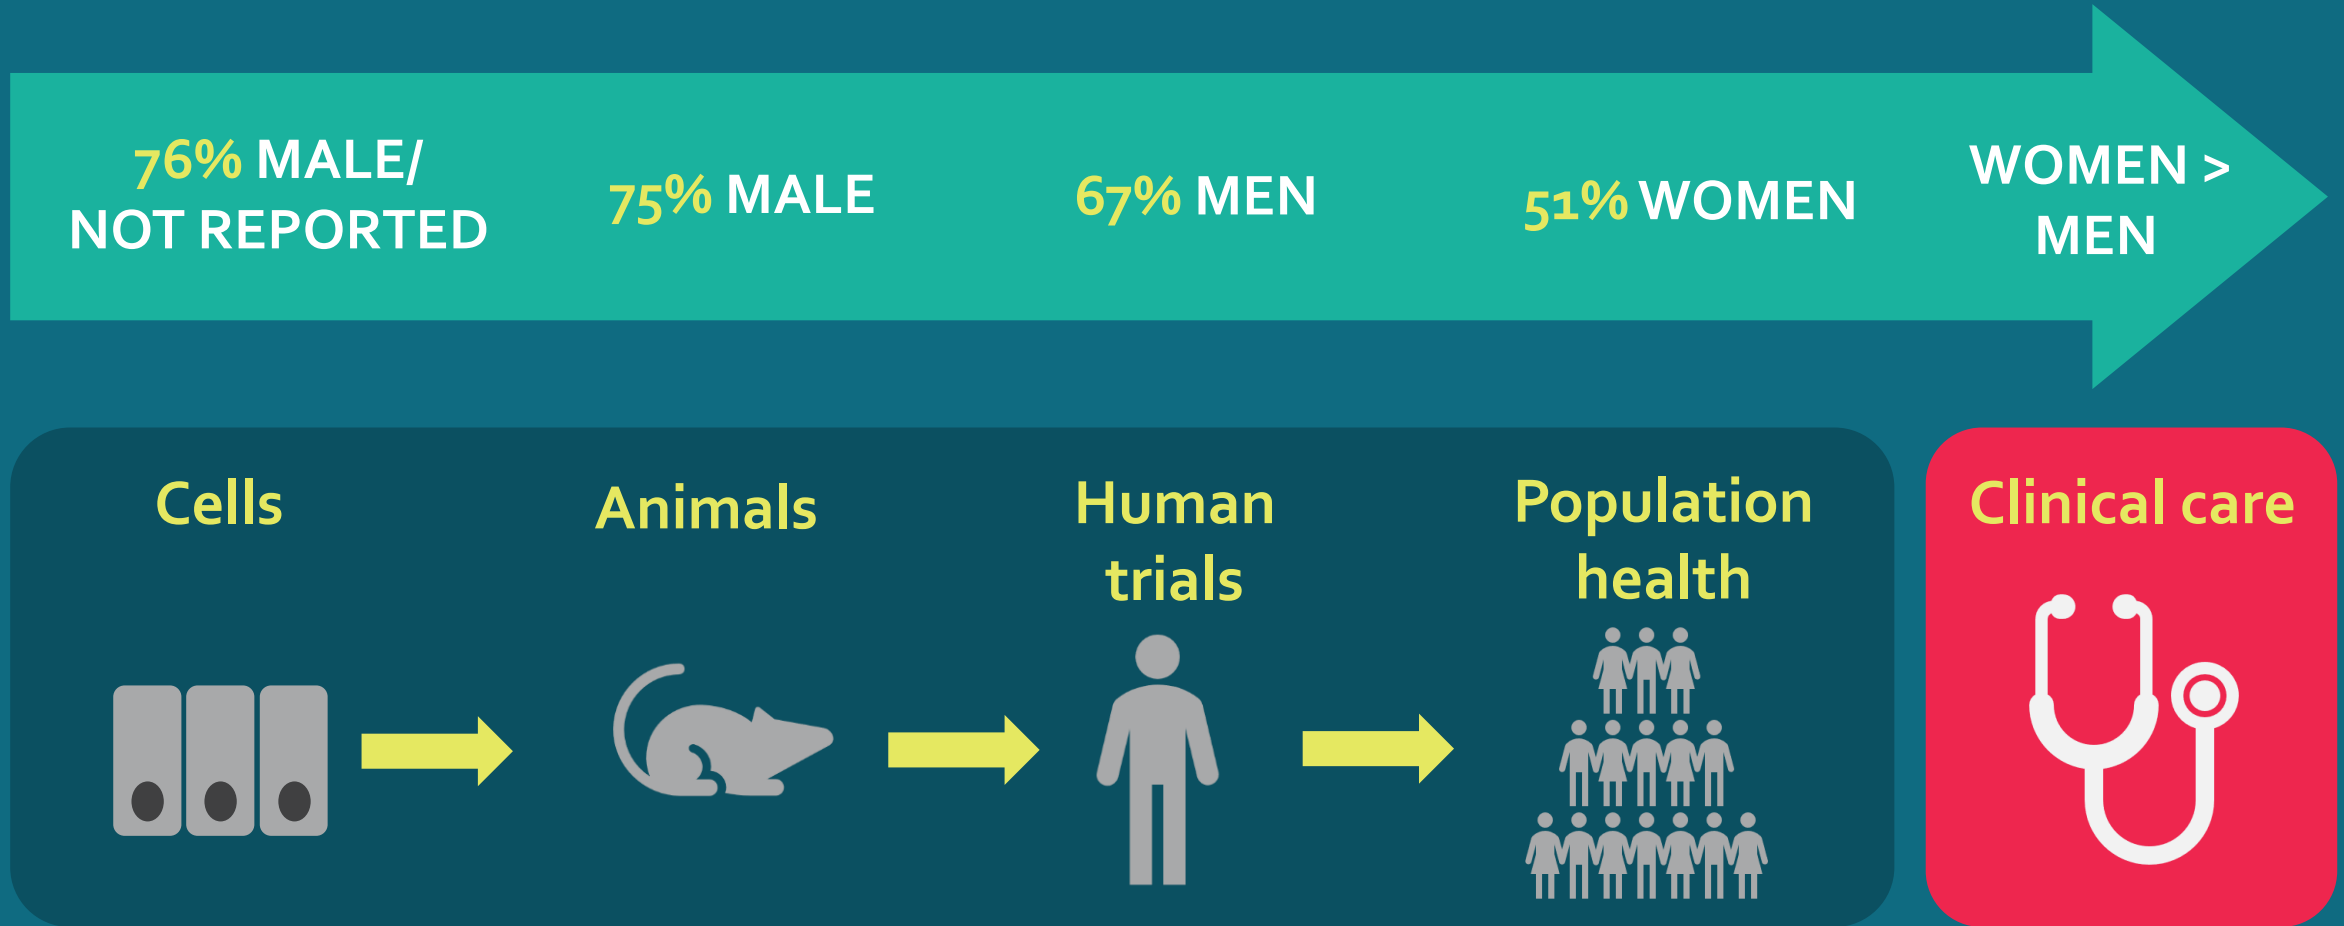 76% MALE/
NOT REPORTED
75% MALE
67% MEN
51% WOMEN
WOMEN >
MEN
Cells
Animals
Human
trials
Population
health
Clinical care